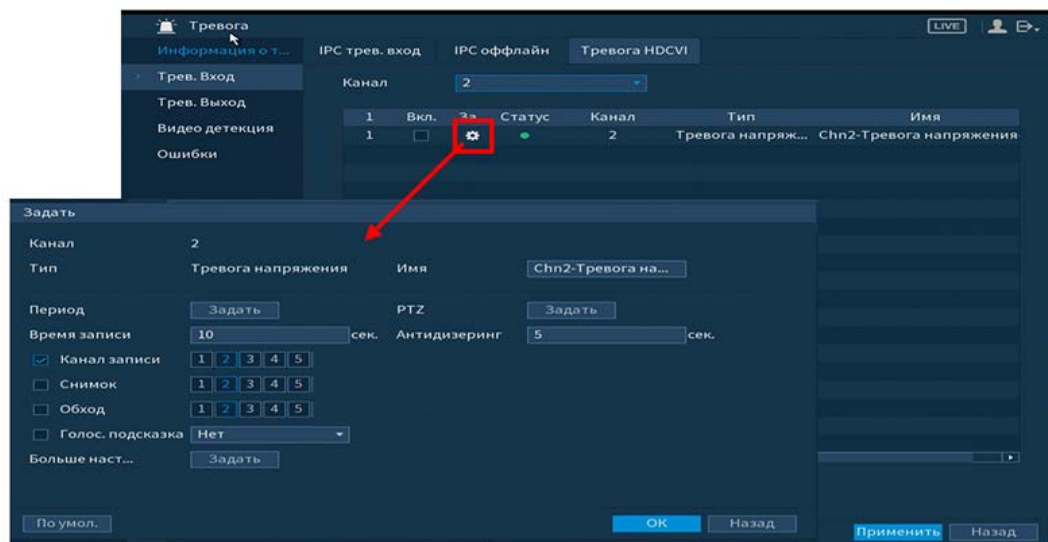 Тревога LIVE
Информация о т... IPC трев. вход IPC оффлайн Тревога HDCVI
Трев. Вход
Канал 2
Трев. Выход
1 Вкл. За... Статус Канал Тип Имя
Видео детекция
1 2 Тревога напряж... Chn2-Тревога напряжения-
Ошибки
Задать
Канал 2
Тип Тревога напряжения Имя Chn2-Тревога на...
Период Задать PTZ Задать
Время записи 10 сек. Антидизеринг 5 сек.
Канал записи 1 2 3 4 5
Снимок 1 2 3 4 5
Обход 1 2 3 4 5
Голос. подсказка Нет
Больше наст... Задать
По умол. OK Назад
Применить Назад